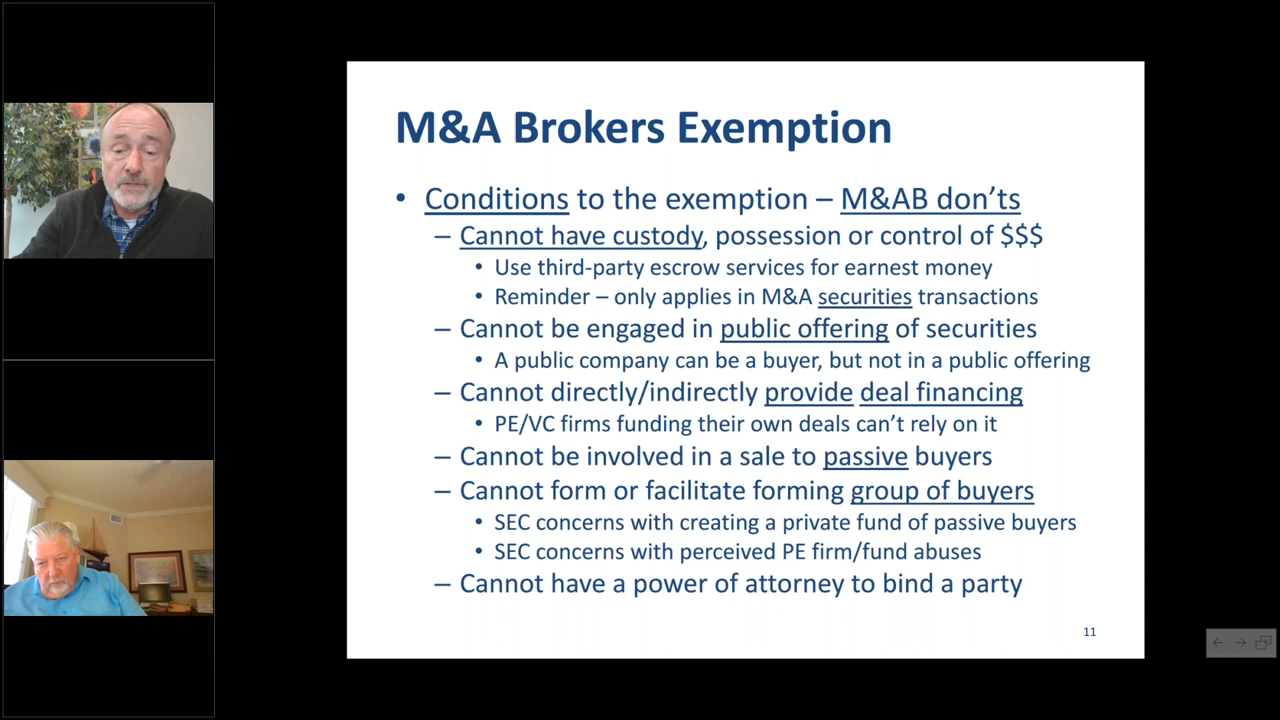 M&A Brokers Exemption
• Conditions to the exemption – M&AB don’ts
– Cannot have custody, possession or control of $$$
• Use third-party escrow services for earnest money
• Reminder – only applies in M&A securities transactions
– Cannot be engaged in public offering of securities
• A public company can be a buyer, but not in a public offering
– Cannot directly/indirectly provide deal financing
• PE/VC firms funding their own deals can’t rely on it
– Cannot be involved in a sale to passive buyers
– Cannot form or facilitate forming group of buyers
• SEC concerns with creating a private fund of passive buyers
• SEC concerns with perceived PE firm/fund abuses
– Cannot have a power of attorney to bind a party
11